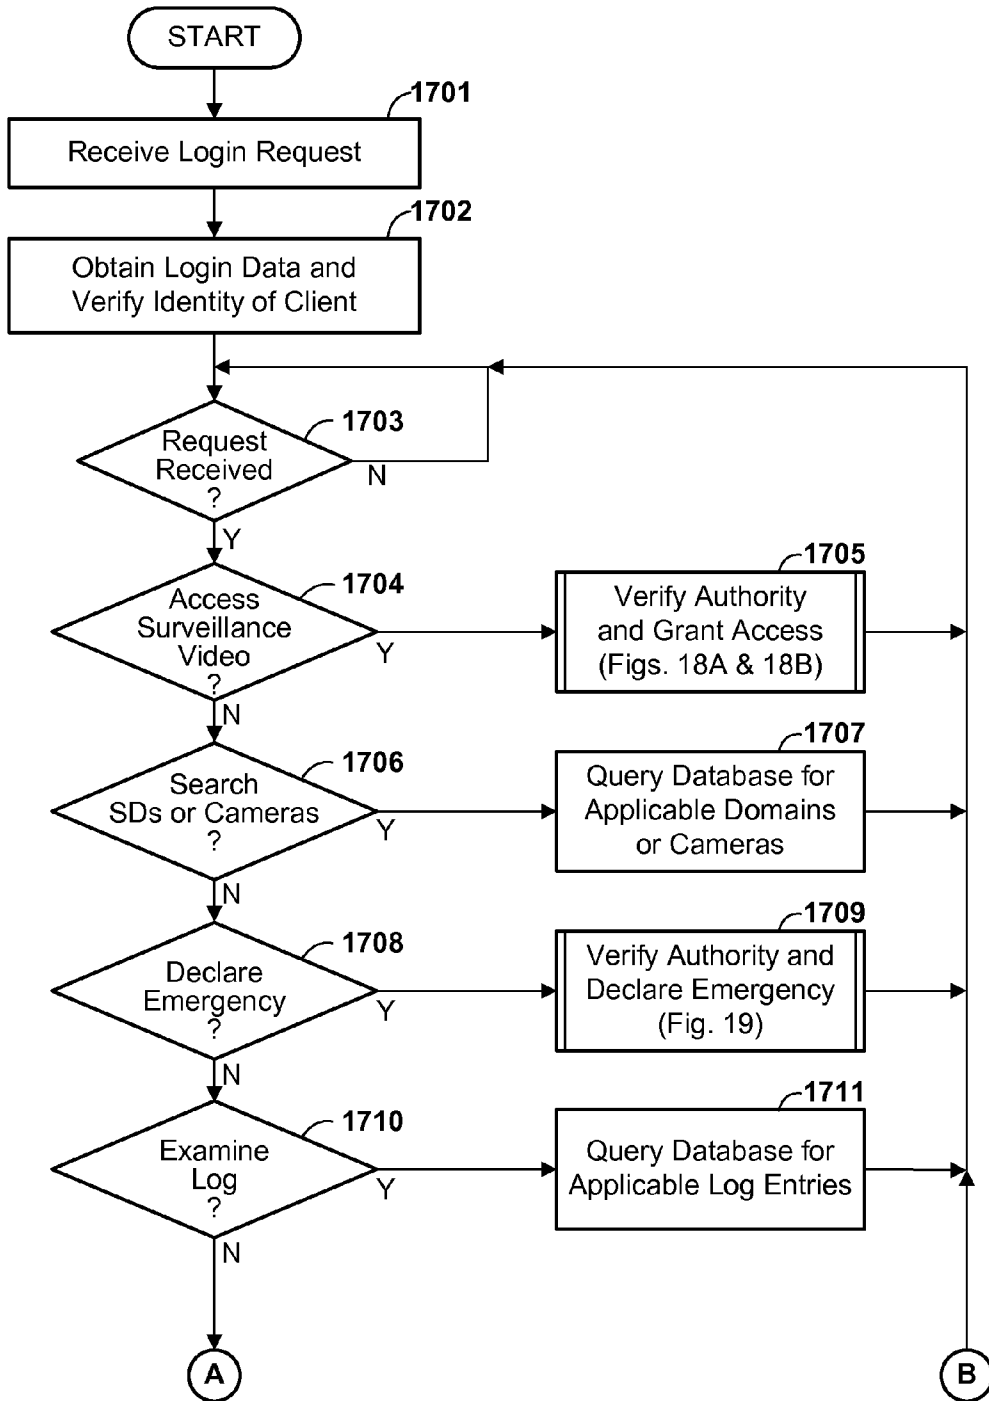 START
1701
Receive Login Request
1702
Obtain Login Data and
Verify Identity of Client
1703
Request
Received
?
N
Y
1704
Access
Surveillance
Video
?
Y
N
1705
Verify Authority
and Grant Access
(Figs. 18A & 18B)
1706
Search
SDs or Cameras
?
Y
N
1707
Query Database for
Applicable Domains
or Cameras
1708
Declare
Emergency
?
Y
N
1709
Verify Authority and
Declare Emergency
(Fig. 19)
1710
Examine
Log
?
Y
N
1711
Query Database for
Applicable Log Entries
A
B